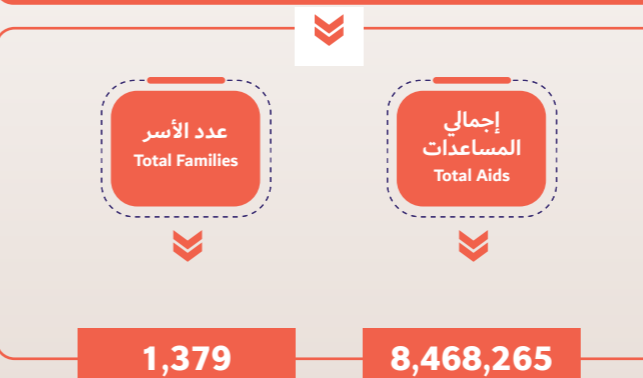 إجمالي
المساعدات
Total Aids
8,468,265
عدد الأسر
Total Families
1,379